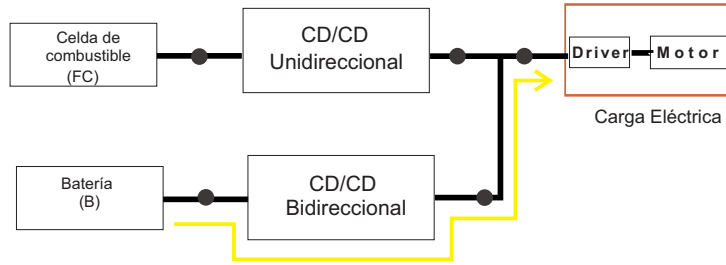 Celda de
combustible
(FC)
CD/CD
Unidireccional
Driver
Motor
Carga Eléctrica
Batería
(B)
CD/CD
Bidireccional